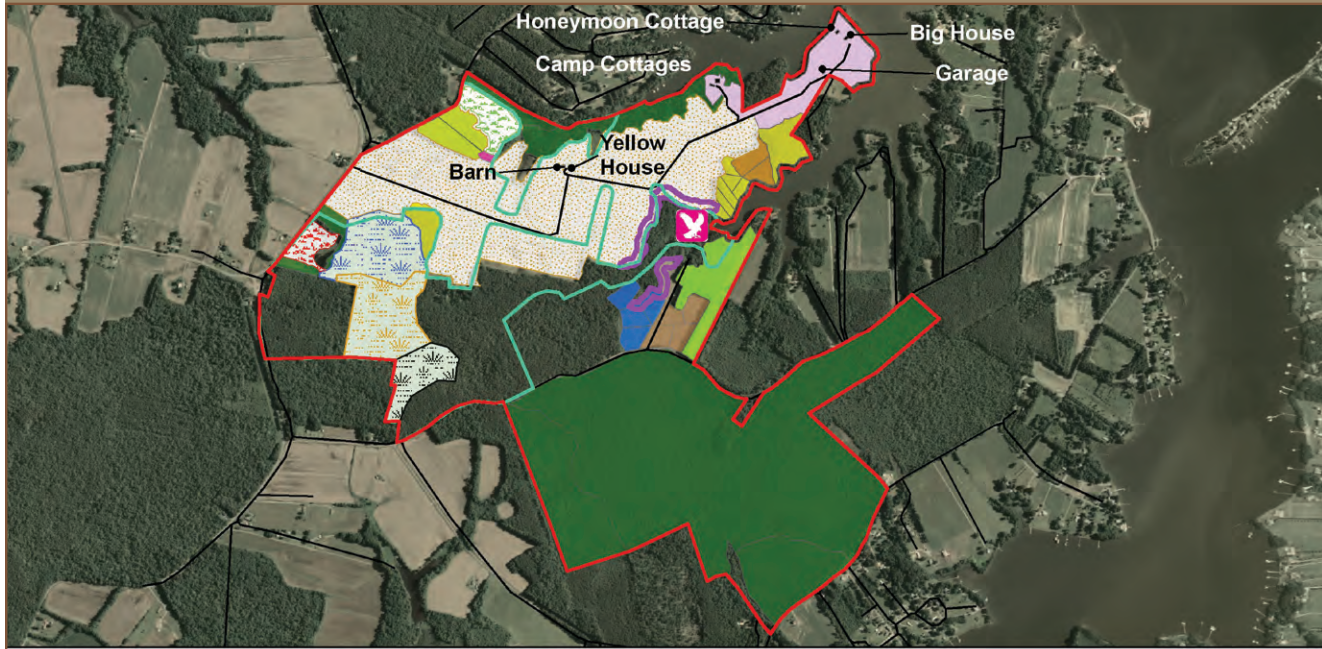 Honeymoon Cottage
Big House
Camp Cottages
Garage
Yellow
House
Barn